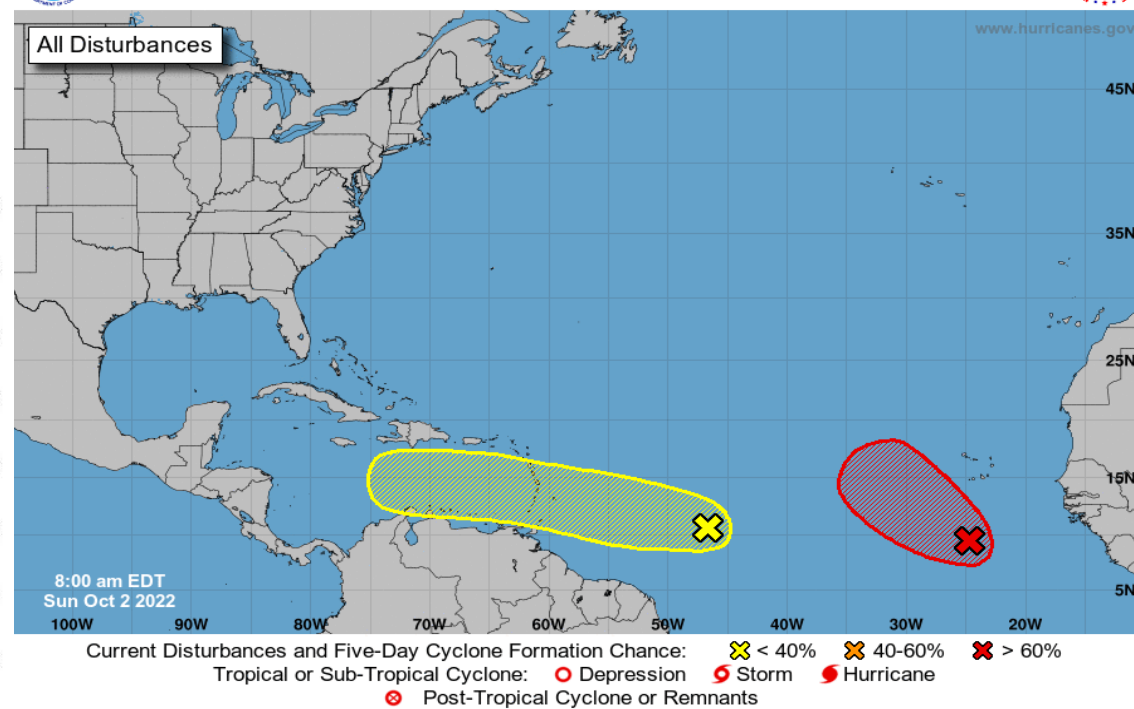 www.hurricanes.gov
All Disturbances
45N
35N
25N
15N
5N
8:00 am EDT
Sun Oct 2 2022
100W 90W 80W 70W 60W 50W 40W 30W 20W
Current Disturbances and Five-Day Cyclone Formation Chance: < 40% 40-60% > 60%
Tropical or Sub-Tropical Cyclone: Depression Storm Hurricane
Post-Tropical Cyclone or Remnants